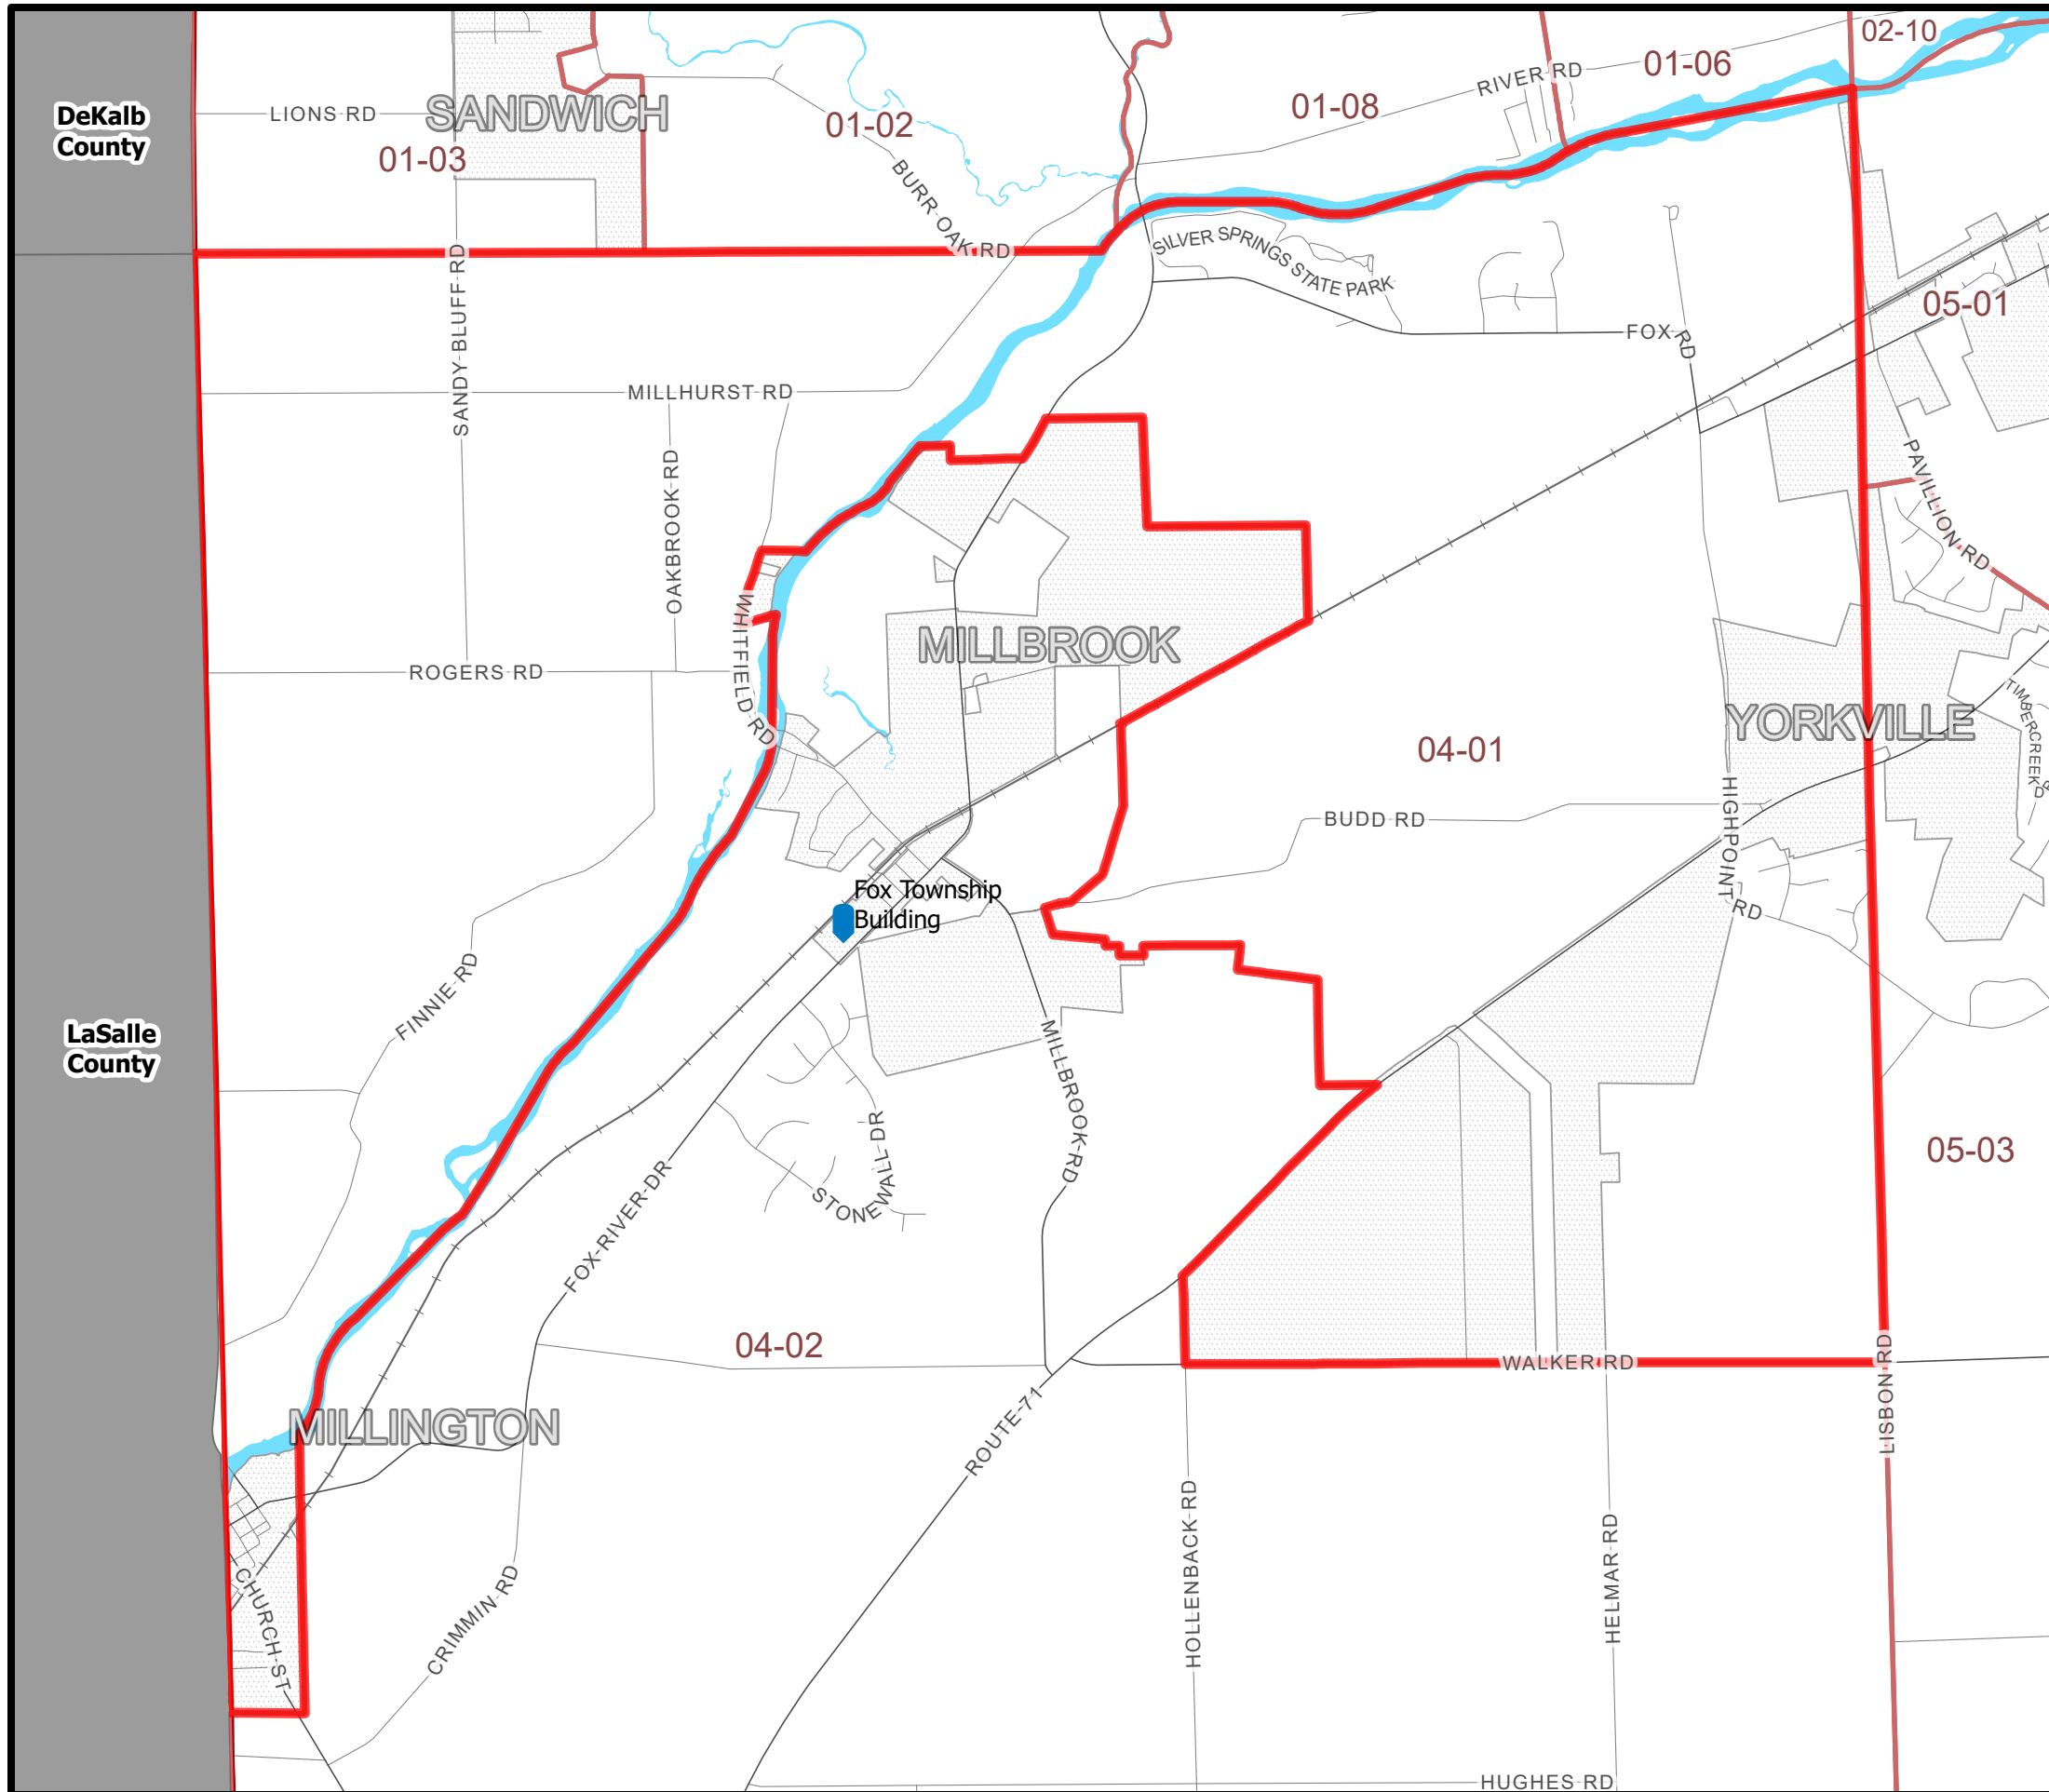 02-10
01-06
RIVER RD
01-08
DeKalb
County
LIONS RD
SANDWICH
01-02
01-03
BURR OAK RD
SILVER SPRINGS STATE PARK
SANDY BLUFF RD
05-01
FOX RD
MILLHURST RD
OAKBROOK RD
PAVILLION RD
WHITFIELD RD
MILLBROOK
ROGERS RD
YORKVILLE
TIMBERCREEK D
04-01
HIGHPOINT RD
BUDD RD
Fox Township
Building
FINNIE RD
LaSalle
County
MILLBROOK RD
STONEWALL DR
05-03
FOX RIVER DR
04-02
WALKER RD
LISBON RD
ROUTE 71
MILLINGTON
HOLLENBACK RD
HELMAR RD
CHURCH ST
CRIMMIN RD
HUGHES RD